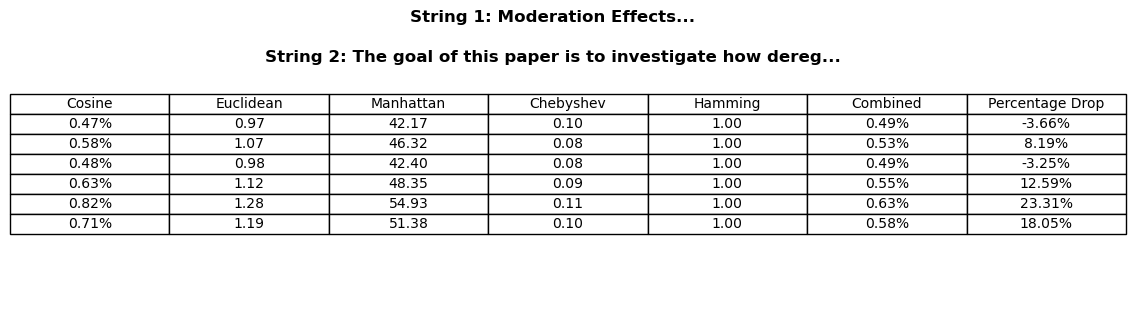 String 1: Moderation Effects...
String 2: The goal of this paper is to investigate how dereg...
Cosine Euclidean Manhattan Chebyshev Hamming Combined Percentage Drop
0.47% 0.97 42.17 0.10 1.00 0.49% -3.66%
0.58% 1.07 46.32 0.08 1.00 0.53% 8.19%
0.48% 0.98 42.40 0.08 1.00 0.49% -3.25%
0.63% 1.12 48.35 0.09 1.00 0.55% 12.59%
0.82% 1.28 54.93 0.11 1.00 0.63% 23.31%
0.71% 1.19 51.38 0.10 1.00 0.58% 18.05%